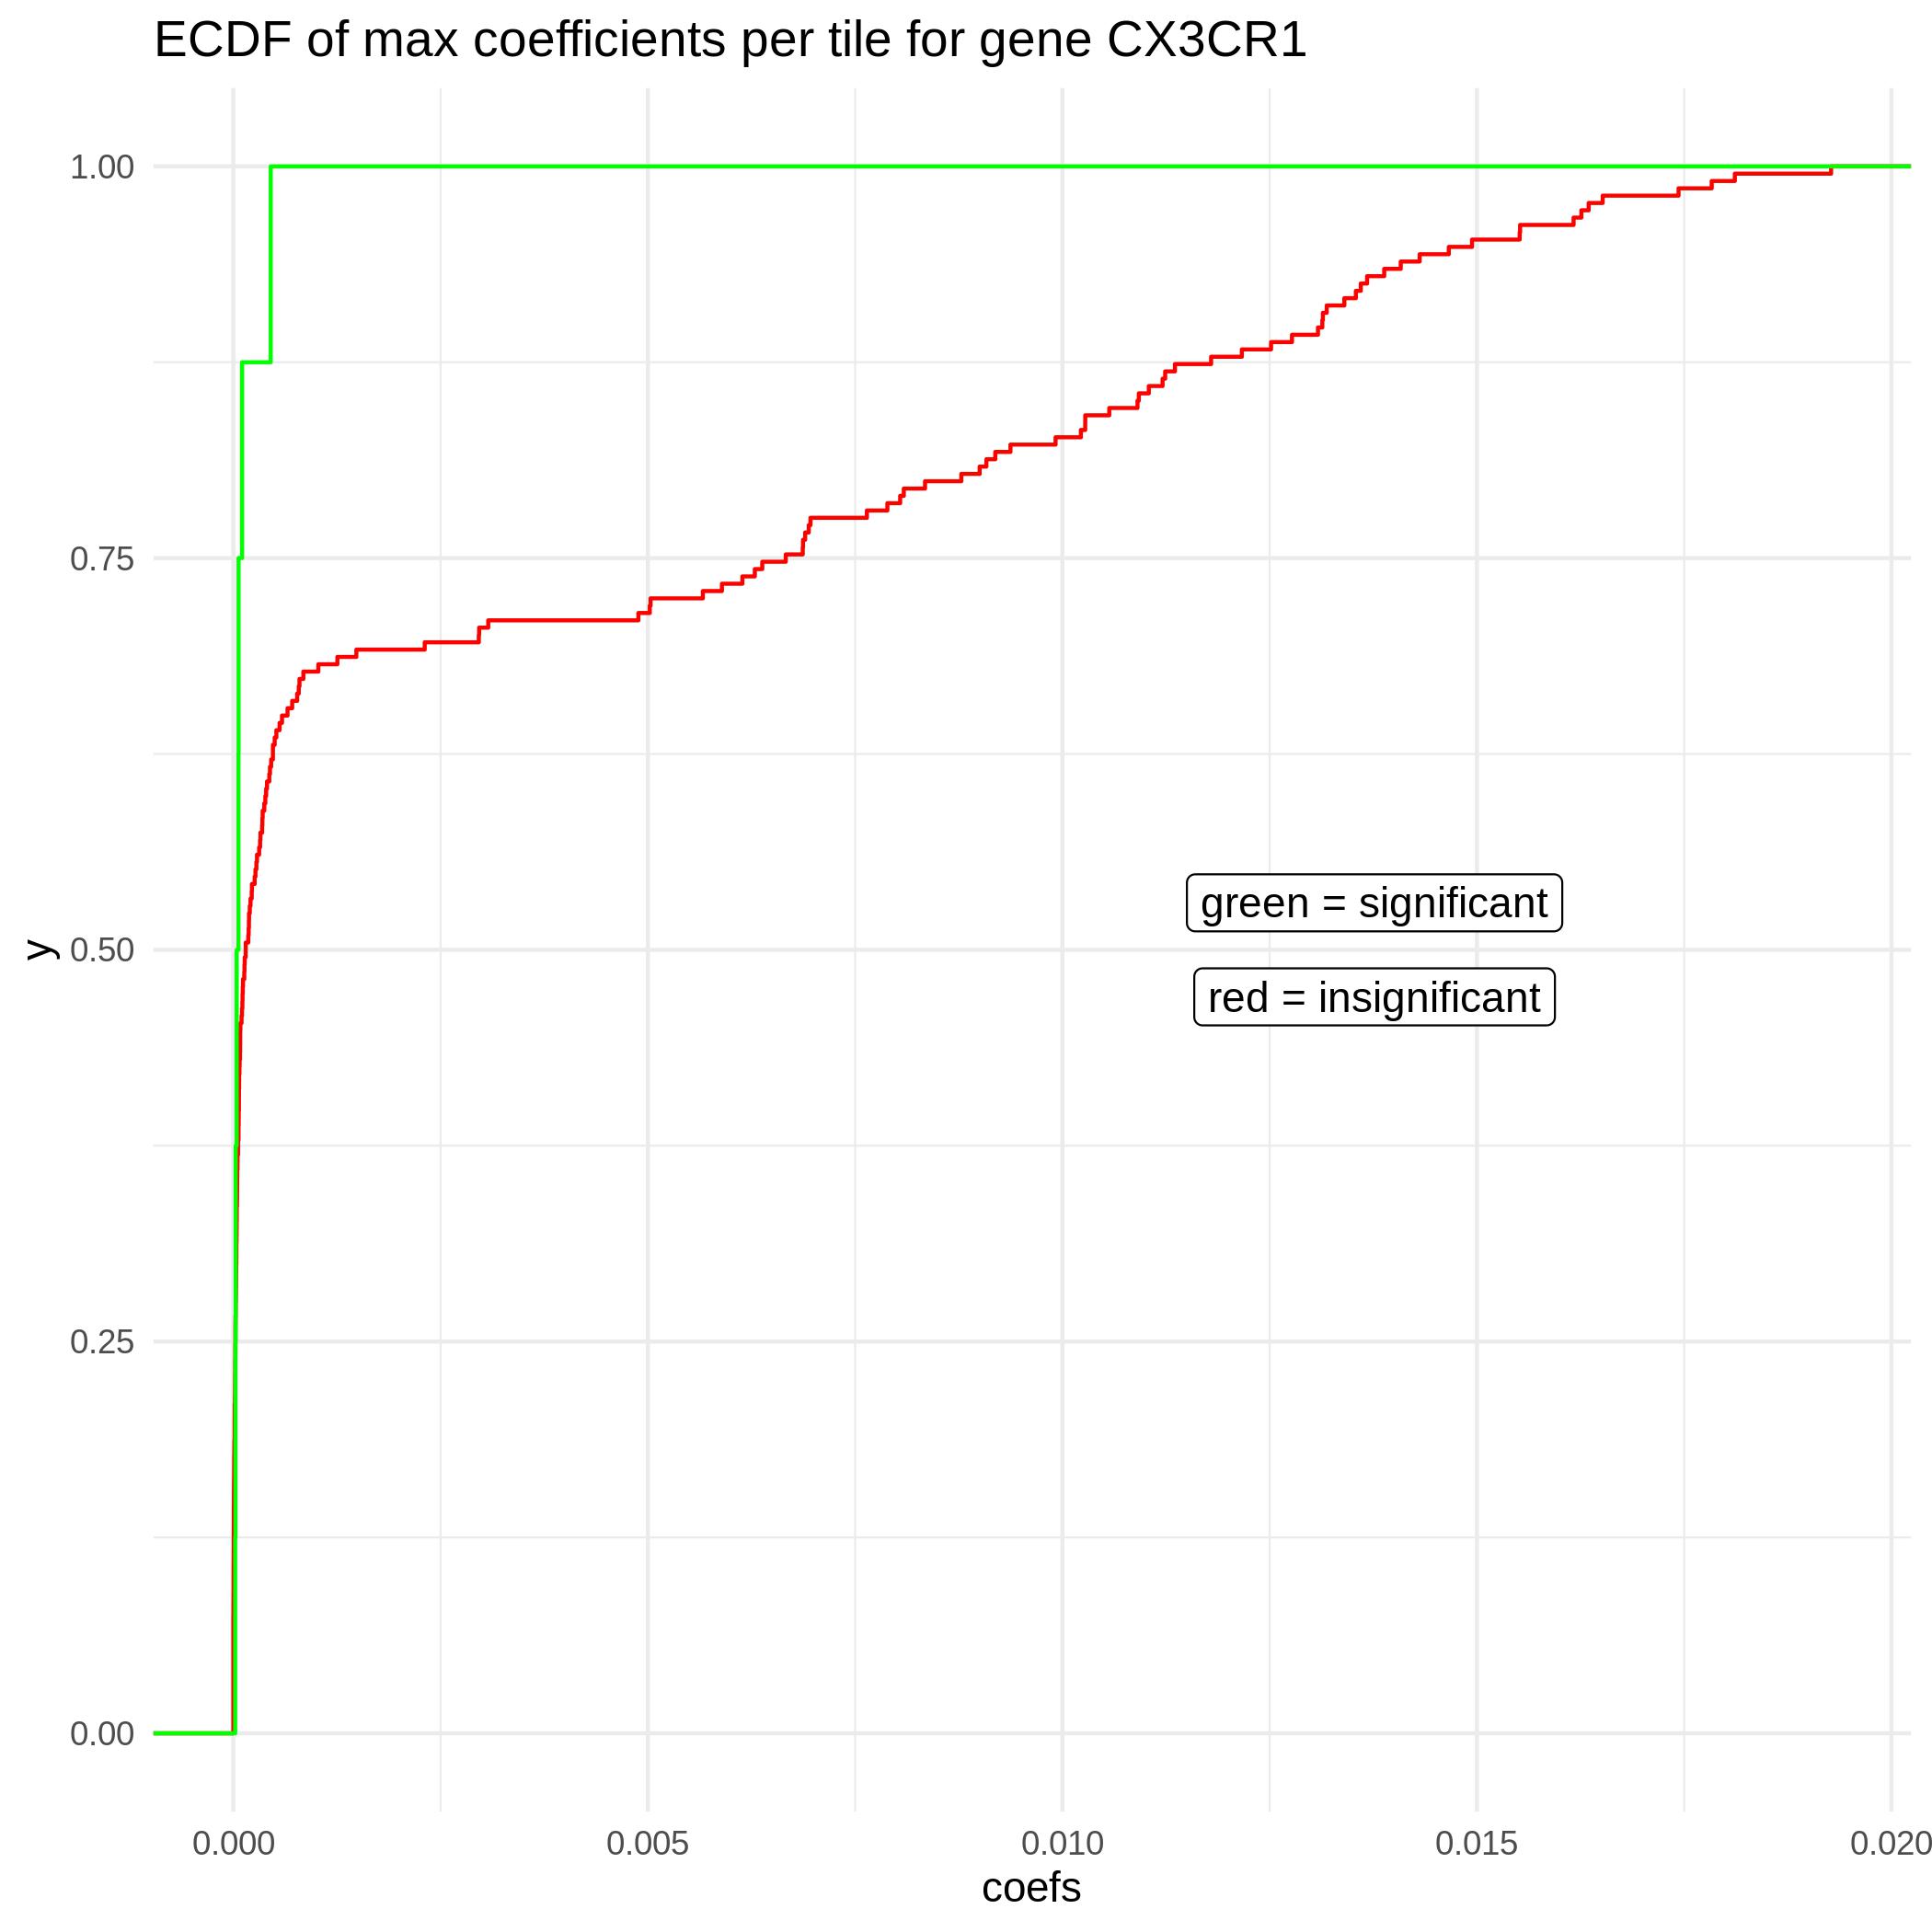 ECDF of max coefficients per tile for gene CX3CR1
1.00
0.75
green = significant
y
0.50
red = insignificant
0.25
0.00
0.000 0.005 0.010 0.015 0.020
coefs